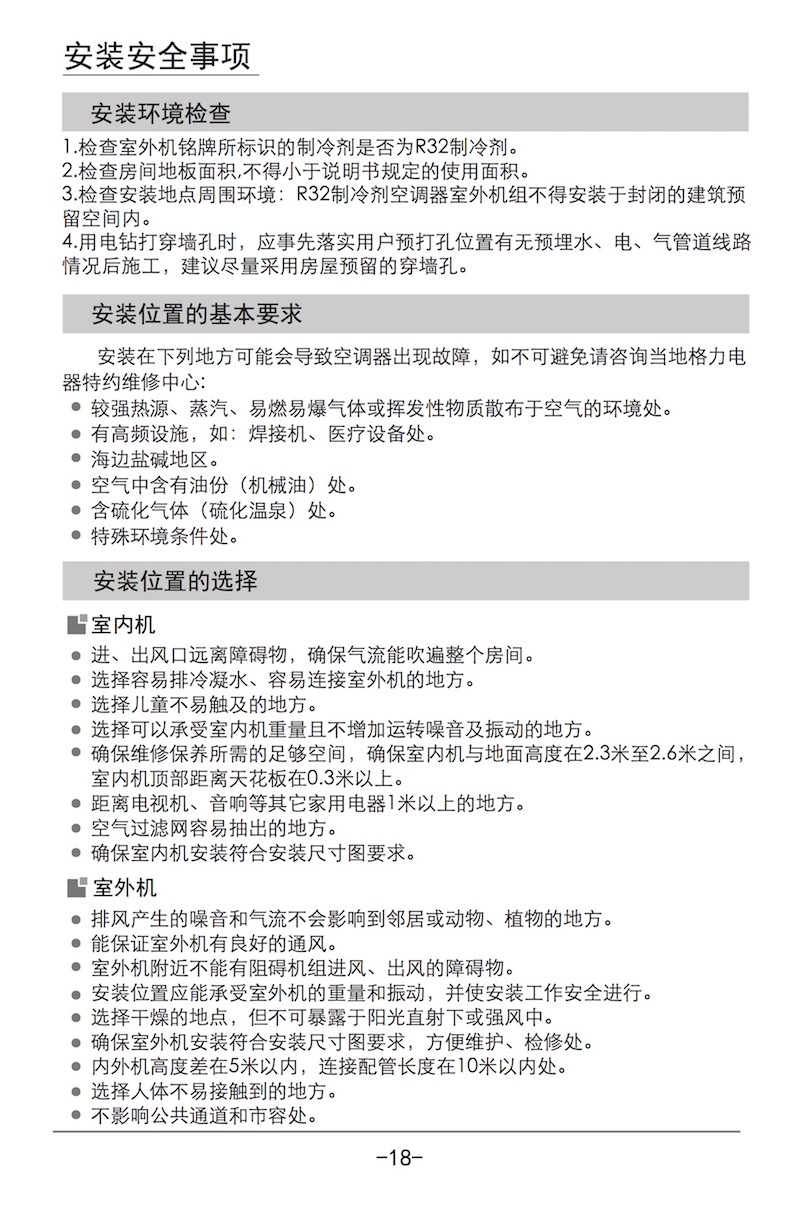 安装安全事项
安装环境检查
1.检查室外机铭牌所标识的制冷剂是否为R32制冷剂。
2.检查房间地板面积,不得小于说明书规定的使用面积。
3.检查安装地点周围环境：R32制冷剂空调器室外机组不得安装于封闭的建筑预
留空间内。
4.用电钻打穿墙孔时，应事先落实用户预打孔位置有无预埋水、电、气管道线路
情况后施工，建议尽量采用房屋预留的穿墙孔。
安装位置的基本要求
安装在下列地方可能会导致空调器出现故障，如不可避免请咨询当地格力电
器特约维修中心:
● 较强热源、蒸汽、易燃易爆气体或挥发性物质散布于空气的环境处。
● 有高频设施，如：焊接机、医疗设备处。
● 海边盐碱地区。
● 空气中含有油份（机械油）处。
● 含硫化气体（硫化温泉）处。
● 特殊环境条件处。
安装位置的选择
室内机
● 进、出风口远离障碍物，确保气流能吹遍整个房间。
● 选择容易排冷凝水、容易连接室外机的地方。
● 选择儿童不易触及的地方。
● 选择可以承受室内机重量且不增加运转噪音及振动的地方。
● 确保维修保养所需的足够空间，确保室内机与地面高度在2.3米至2.6米之间，
室内机顶部距离天花板在0.3米以上。
● 距离电视机、音响等其它家用电器1米以上的地方。
● 空气过滤网容易抽出的地方。
● 确保室内机安装符合安装尺寸图要求。
室外机
● 排风产生的噪音和气流不会影响到邻居或动物、植物的地方。
● 能保证室外机有良好的通风。
● 室外机附近不能有阻碍机组进风、出风的障碍物。
● 安装位置应能承受室外机的重量和振动，并使安装工作安全进行。
● 选择干燥的地点，但不可暴露于阳光直射下或强风中。
● 确保室外机安装符合安装尺寸图要求，方便维护、检修处。
● 内外机高度差在5米以内，连接配管长度在10米以内处。
● 选择人体不易接触到的地方。
● 不影响公共通道和市容处。
-18-